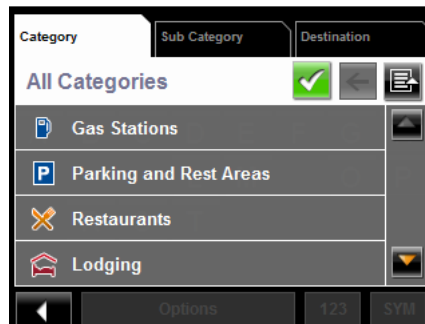 Category Sub Category Destination
All Categories
Gas Stations
P Parking and Rest Areas
Restaurants
Lodging
Options 123 SYM